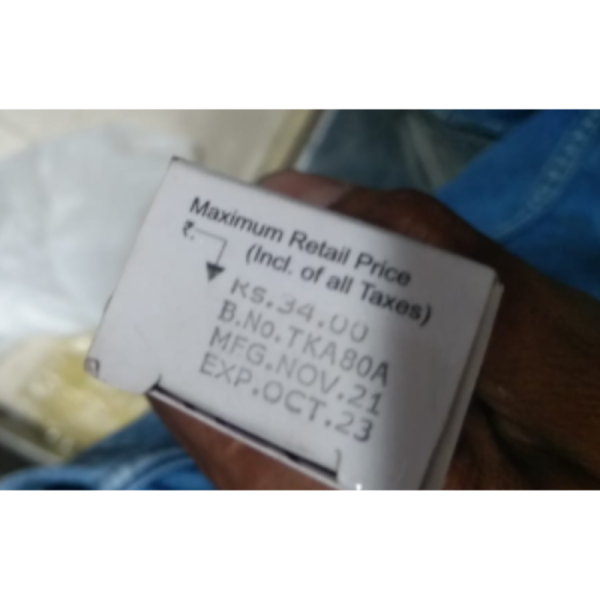 Maximum Retail Price
₹.
(Incl. of all Taxes)
Rs.34.00
B.No.TKA80A
MFG.NOV.21
EXP.OCT.23